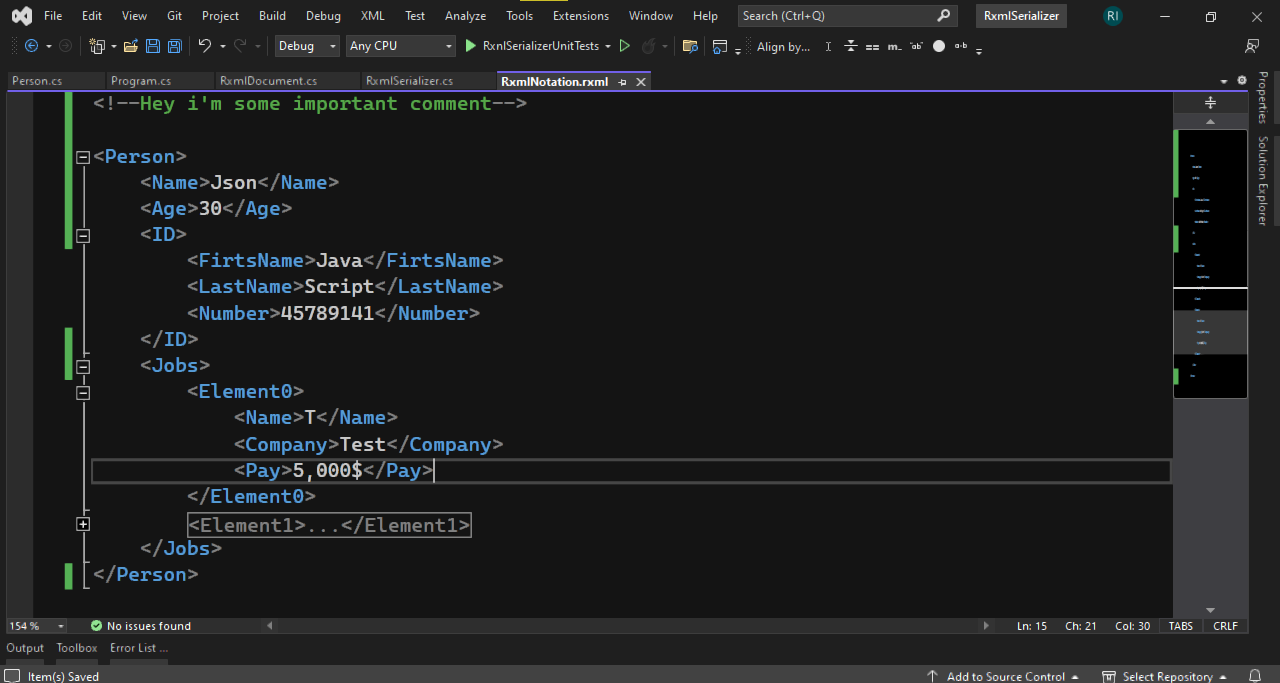 File Edit View Git Project Build Debug XML Test Analyze Tools Extensions Window Help Search (Ctrl+Q) RxmlSerializer RI
Debug Any CPU RxmlSerializerUnitTests Align by...
Person.cs Program.cs RxmlDocument.cs RxmlSerializer.cs RxmlNotation.rxml
<!--Hey i'm some important comment-->
<Person>
<Name>Json</Name>
<Age>30</Age>
<ID>
<FirtsName>Java</FirtsName>
<LastName>Script</LastName>
<Number>45789141</Number>
</ID>
<Jobs>
<Element0>
<Name>T</Name>
<Company>Test</Company>
<Pay>5,000$</Pay>
</Element0>
<Element1>...</Element1>
</Jobs>
</Person>
Properties
Solution Explorer
154 % No issues found Ln: 15 Ch: 21 Col: 30 TABS CRLF
Output Toolbox Error List ...
Item(s) Saved Add to Source Control Select Repository